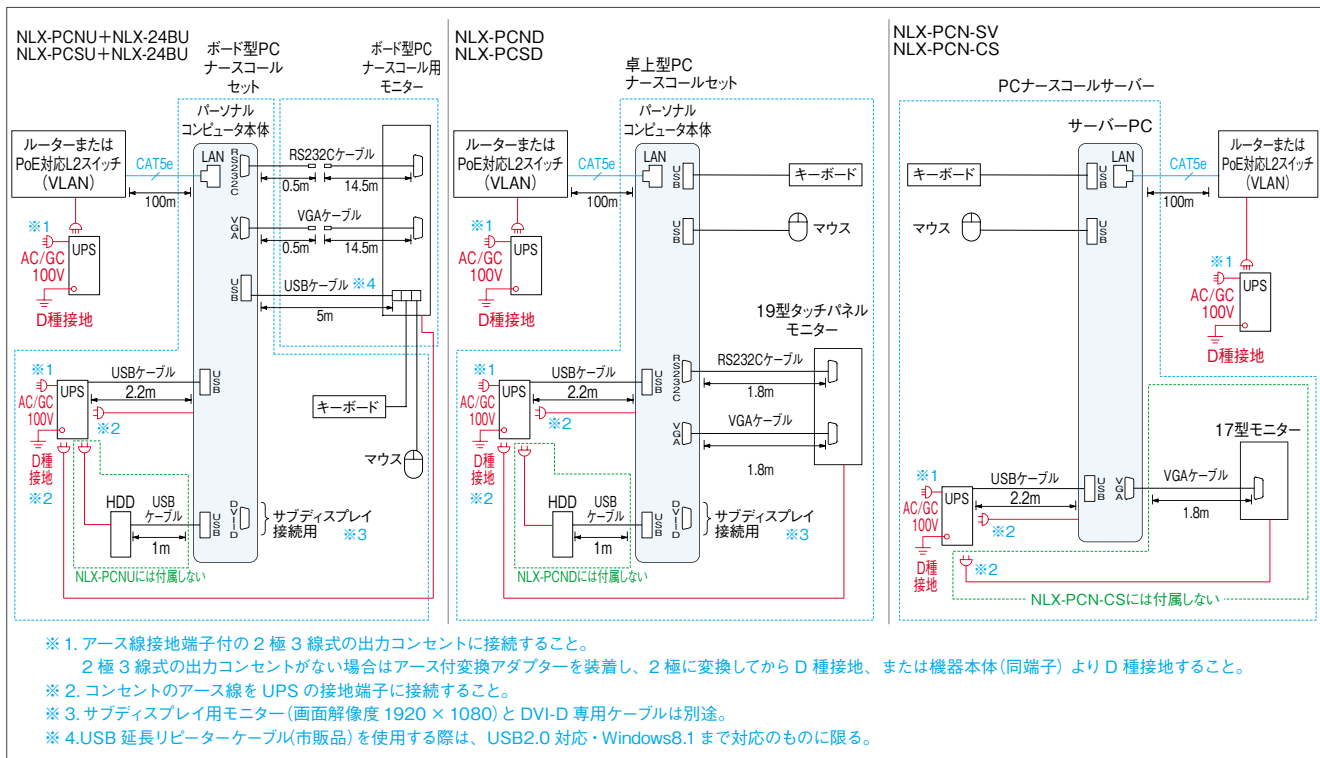 NLX-PCNU+NLX-24BU
NLX-PCSU+NLX-24BU
ボード型PC
ナースコール
セット
ボード型PC
ナースコール用
モニター
パーソナル
コンピュータ本体
ルーターまたは
PoE対応L2スイッチ
(VLAN)
CAT5e
100m
LAN
RS232C
RS232Cケーブル
0.5m
14.5m
VGA
VGAケーブル
0.5m
14.5m
※1
AC/GC
100V
UPS
D種接地
USB
USBケーブル ※4
5m
※1
AC/GC
100V
UPS
D種
接地
※2
USBケーブル
2.2m
USB
※2
キーボード
マウス
HDD
USB
ケーブル
1m
USB
DVI-D
サブディスプレイ
接続用 ※3
NLX-PCNUには付属しない
NLX-PCND
NLX-PCSD
卓上型PC
ナースコールセット
パーソナル
コンピュータ本体
ルーターまたは
PoE対応L2スイッチ
(VLAN)
CAT5e
100m
LAN
USB
キーボード
USB
マウス
※1
AC/GC
100V
UPS
D種接地
19型タッチパネル
モニター
RS232C
RS232Cケーブル
1.8m
VGA
VGAケーブル
1.8m
※1
AC/GC
100V
UPS
D種
接地
※2
USBケーブル
2.2m
USB
※2
HDD
USB
ケーブル
1m
USB
DVI-D
サブディスプレイ
接続用 ※3
NLX-PCNDには付属しない
NLX-PCN-SV
NLX-PCN-CS
PCナースコールサーバー
サーバーPC
キーボード
USB
LAN
CAT5e
100m
ルーターまたは
PoE対応L2スイッチ
(VLAN)
マウス
USB
※1
AC/GC
100V
UPS
D種接地
17型モニター
※1
AC/GC
100V
UPS
D種接地
USBケーブル
2.2m
USB
VGA
VGAケーブル
1.8m
※2
※2
NLX-PCN-CSには付属しない
※1. アース線接地端子付の2極3線式の出力コンセントに接続すること。
2極3線式の出力コンセントがない場合はアース付変換アダプターを装着し、2極に変換してからD種接地、または機器本体(同端子)よりD種接地すること。
※2. コンセントのアース線をUPSの接地端子に接続すること。
※3. サブディスプレイ用モニター(画面解像度1920×1080)とDVI-D専用ケーブルは別途。
※4.USB延長リピーターケーブル(市販品)を使用する際は、USB2.0対応・Windows8.1まで対応のものに限る。